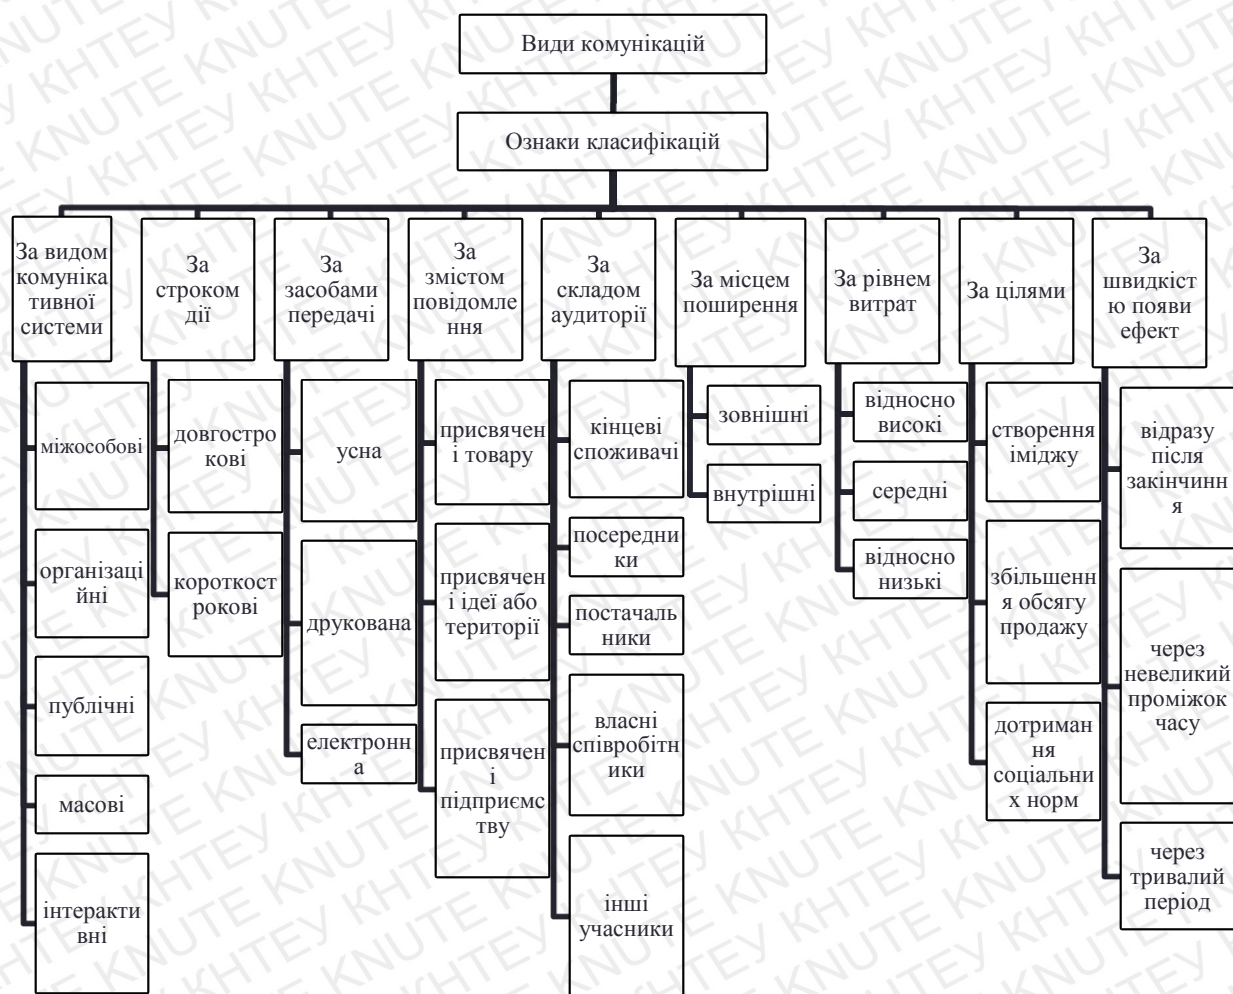 Види комунікацій
Ознаки класифікацій
За видом
комуніка
тивної
системи
міжособові
організаці
йні
публічні
масові
інтеракти
вні
За
строком
дії
довгостро
кові
короткост
рокові
За
засобами
передачі
усна
друкована
електронн
а
За
змістом
повідомле
ння
присвячен
і товару
присвячен
і ідеї або
території
присвячен
і
підприємс
тву
За
складом
аудиторії
кінцеві
споживачі
посередни
ки
постачаль
ники
власні
співробітн
ики
інші
учасники
За місцем
поширення
зовнішні
внутрішні
За рівнем
витрат
відносно
високі
середні
відносно
низькі
За цілями
створення
іміджу
збільшенн
я обсягу
продажу
дотриман
ня
соціальни
х норм
За
швидкіст
ю появи
ефект
відразу
після
закінчинн
я
через
невеликий
проміжок
часу
через
тривалий
період